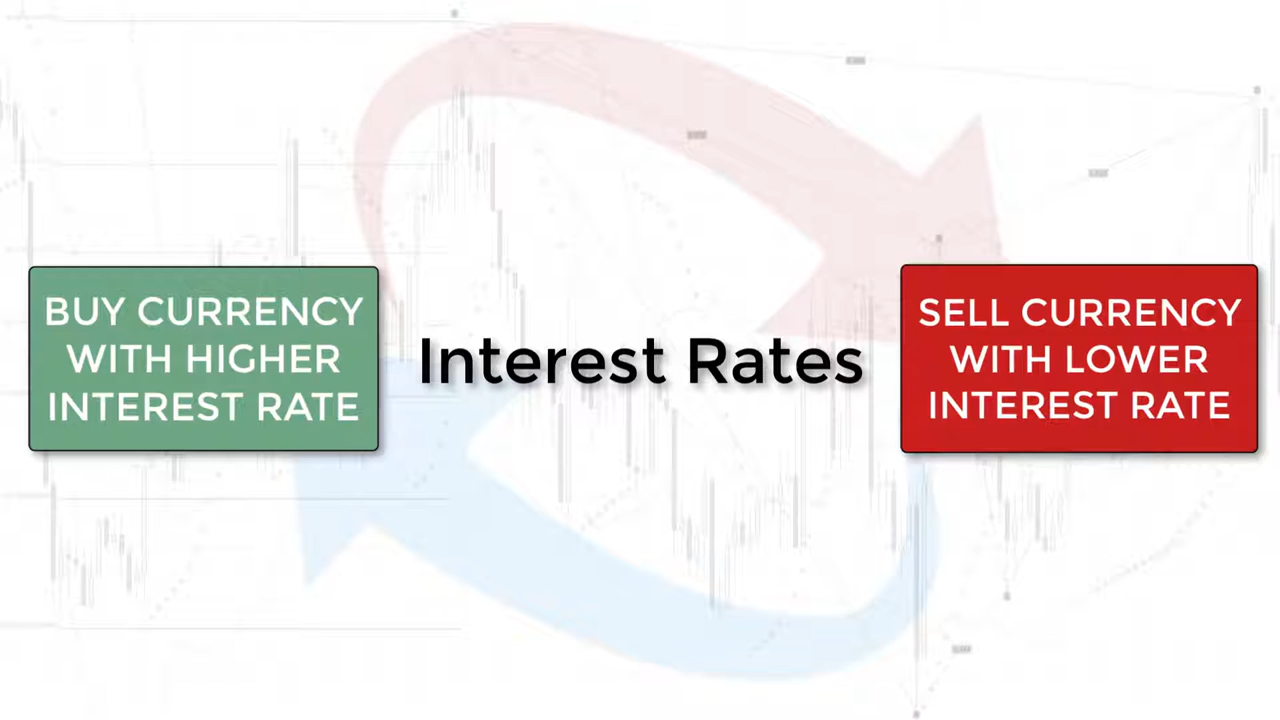 BUY CURRENCY
WITH HIGHER
INTEREST RATE
Interest Rates
SELL CURRENCY
WITH LOWER
INTEREST RATE